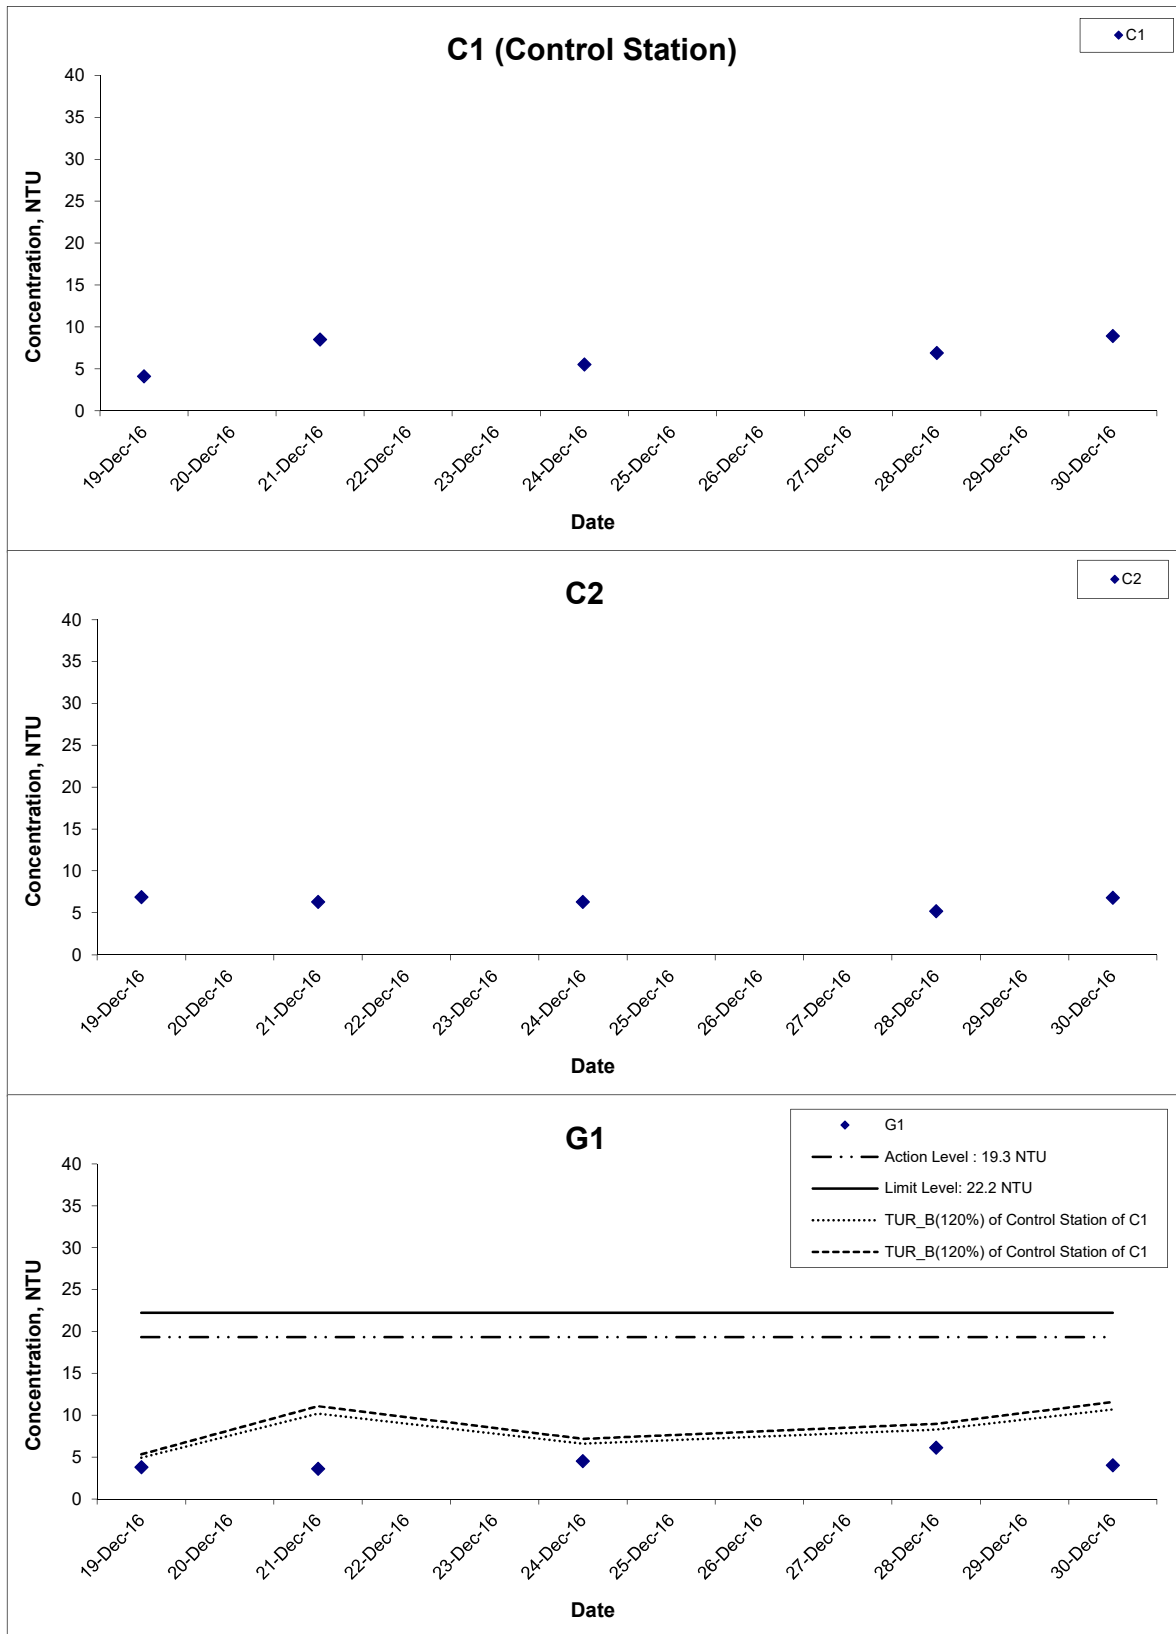 C1 (Control Station)
C1
Concentration, NTU
40
35
30
25
20
15
10
5
0
19-Dec-16
20-Dec-16
21-Dec-16
22-Dec-16
23-Dec-16
24-Dec-16
25-Dec-16
26-Dec-16
27-Dec-16
28-Dec-16
29-Dec-16
30-Dec-16
Date
C2
C2
Concentration, NTU
40
35
30
25
20
15
10
5
0
19-Dec-16
20-Dec-16
21-Dec-16
22-Dec-16
23-Dec-16
24-Dec-16
25-Dec-16
26-Dec-16
27-Dec-16
28-Dec-16
29-Dec-16
30-Dec-16
Date
G1
G1
Action Level : 19.3 NTU
Limit Level: 22.2 NTU
TUR_B(120%) of Control Station of C1
TUR_B(120%) of Control Station of C1
Concentration, NTU
40
35
30
25
20
15
10
5
0
19-Dec-16
20-Dec-16
21-Dec-16
22-Dec-16
23-Dec-16
24-Dec-16
25-Dec-16
26-Dec-16
27-Dec-16
28-Dec-16
29-Dec-16
30-Dec-16
Date